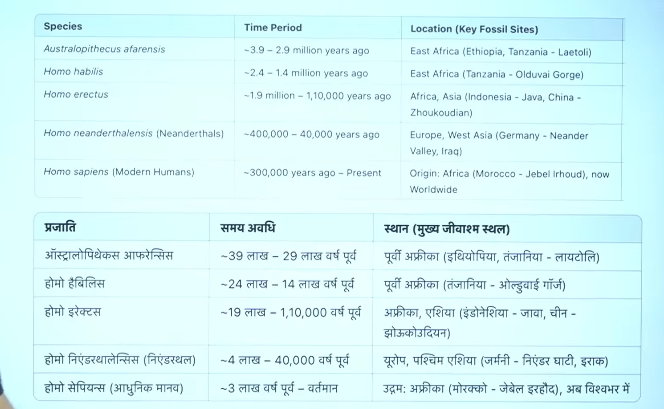 Species Time Period Location (Key Fossil Sites)
Australopithecus afarensis ~3.9 – 2.9 million years ago East Africa (Ethiopia, Tanzania - Laetoli)
Homo habilis ~2.4 – 1.4 million years ago East Africa (Tanzania - Olduvai Gorge)
Homo erectus ~1.9 million – 1,10,000 years ago Africa, Asia (Indonesia - Java, China -
Zhoukoudian)
Homo neanderthalensis (Neanderthals) ~400,000 – 40,000 years ago Europe, West Asia (Germany - Neander
Valley, Iraq)
Homo sapiens (Modern Humans) ~300,000 years ago – Present Origin: Africa (Morocco - Jebel Irhoud), now
Worldwide
प्रजाति समय अवधि स्थान (मुख्य जीवाश्म स्थल)
ऑस्ट्रालोपिथेकस आफरेन्सिस ~39 लाख – 29 लाख वर्ष पूर्व पूर्वी अफ्रीका (इथियोपिया, तंजानिया - लायटोलि)
होमो हैबिलिस ~24 लाख – 14 लाख वर्ष पूर्व पूर्वी अफ्रीका (तंजानिया - ओल्डुवाई गॉर्ज)
होमो इरेक्टस ~19 लाख – 1,10,000 वर्ष पूर्व अफ्रीका, एशिया (इंडोनेशिया - जावा, चीन -
झोऊकोउदियन)
होमो निएंडरथालेन्सिस (निएंडरथल) ~4 लाख – 40,000 वर्ष पूर्व यूरोप, पश्चिम एशिया (जर्मनी - निएंडर घाटी, इराक)
होमो सेपियन्स (आधुनिक मानव) ~3 लाख वर्ष पूर्व – वर्तमान उद्गम: अफ्रीका (मोरक्को - जेबेल इरहौद), अब विश्वभर में